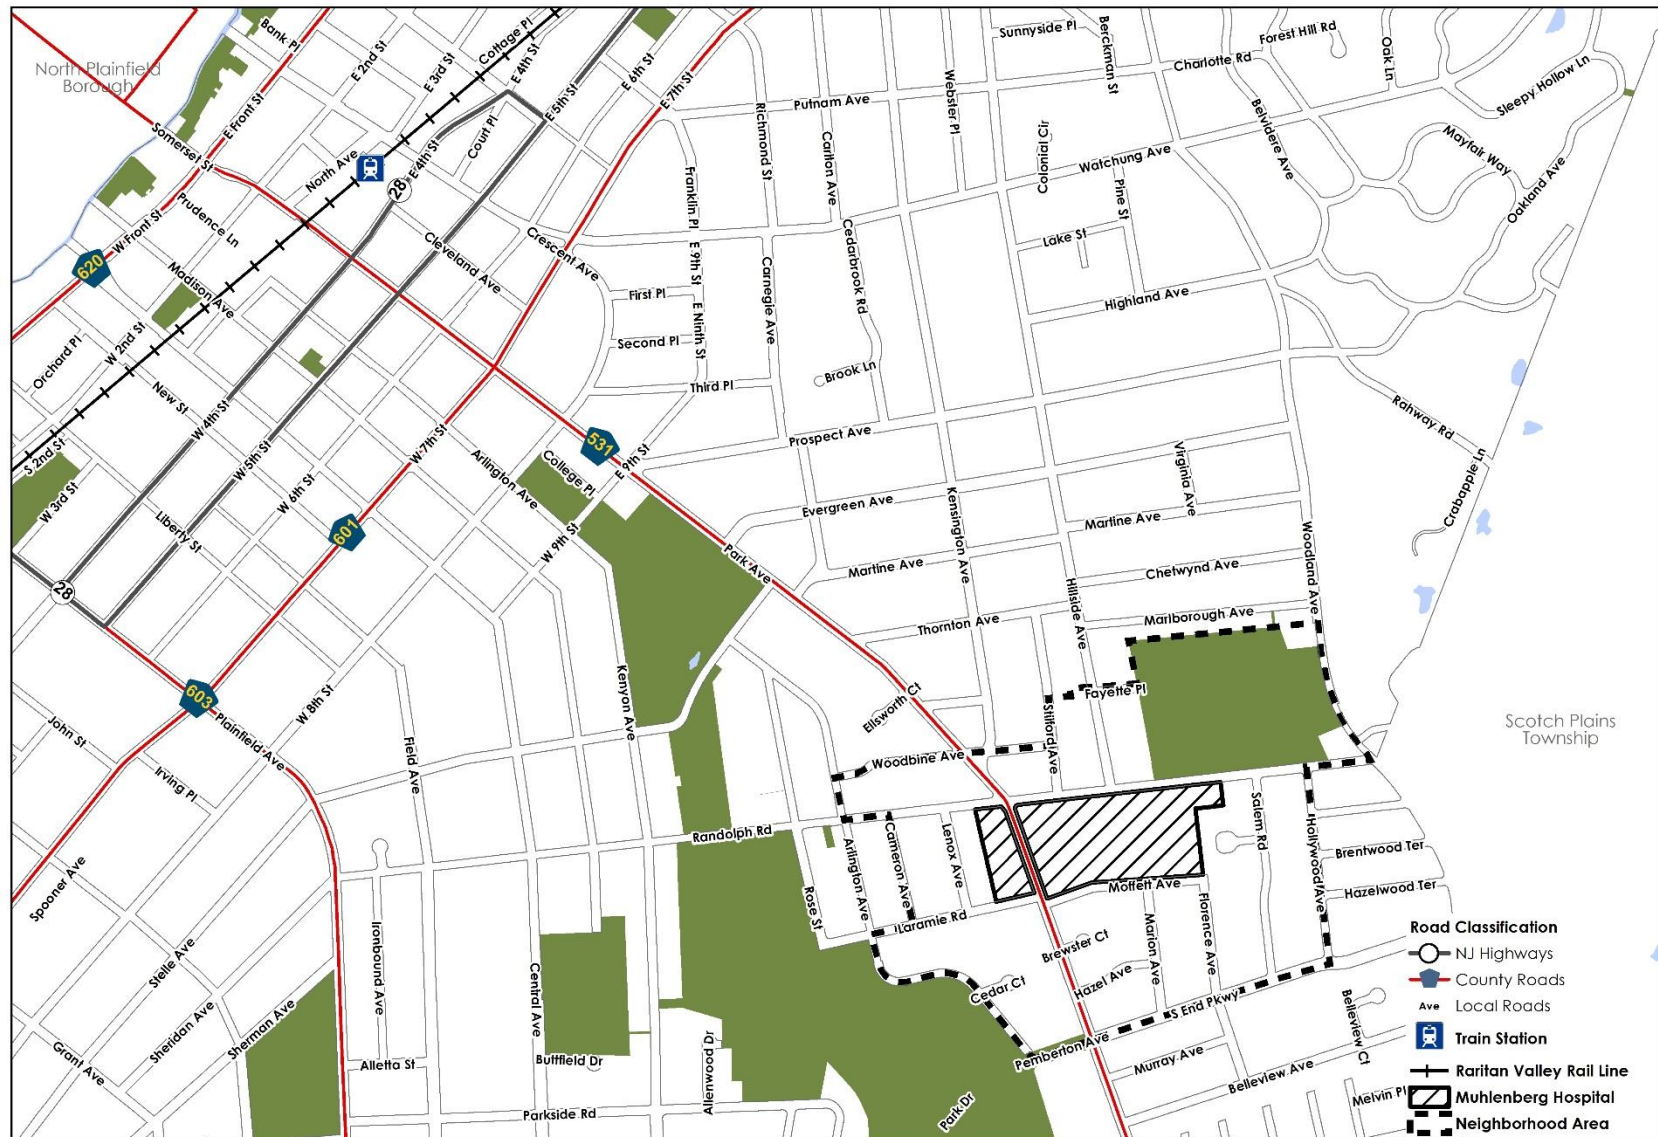 Bank Pl
E 2nd St
E 3rd St
Cottage Pl
E 4th St
E 6th St
E 7th St
Sunnyside Pl
Berckman St
Forest Hill Rd
Oak Ln
Charlotte Rd
Sleepy Hollow Ln
North Plainfield
Borough
E Front St
E 5th St
Putnam Ave
Webster Pl
Richmond St
Belvidere Ave
Somerset St
Court Pl
Carlton Ave
Colonial Cir
Watchung Ave
Mayfair Way
North Ave
E 4th St
28
Franklin Pl
Pine St
Oakland Ave
Prudence Ln
W Front St
Cleveland Ave
Crescent Ave
Lake St
Cedarbrook Rd
E 9th St
620
Madison Ave
First Pl
Carnegie Ave
Highland Ave
E Ninth St
Second Pl
Orchard Pl
W 2nd St
New St
Third Pl
Brook Ln
W 4th St
Rahway Rd
531
Prospect Ave
S 2nd St
W 5th St
W 7th St
Arlington Ave
College Pl
E 9th St
Virginia Ave
Crabapple Ln
W 3rd St
W 6th St
Liberty St
601
Evergreen Ave
Kensington Ave
Martine Ave
W 9th St
Park Ave
Martine Ave
Chetwynd Ave
Woodland Ave
28
Hillside Ave
Thornton Ave
Marlborough Ave
Kenyon Ave
603
W 8th St
Ellsworth Ct
Stilford Ave
Fayette Pl
Scotch Plains
Township
John St
Plainfield Ave
Irving Pl
Field Ave
Woodbine Ave
Randolph Rd
Salem Rd
Cameron Ave
Lenox Ave
Arlington Ave
Hollywood Ave
Brentwood Ter
Spooner Ave
Rose St
Moffett Ave
Hazelwood Ter
Laramie Rd
Florence Ave
Marion Ave
Ironbound Ave
Stelle Ave
Brewster Ct
Central Ave
Cedar Ct
Hazel Ave
S End Pkwy
Belleview Ct
Sheridan Ave
Sherman Ave
Grant Ave
Alletta St
Buttfield Dr
Allenwood Dr
Pemberton Ave
Murray Ave
Belleview Ave
Melvin Pl
Parkside Rd
Park Dr
Road Classification
NJ Highways
County Roads
Ave Local Roads
Train Station
Raritan Valley Rail Line
Muhlenberg Hospital
Neighborhood Area